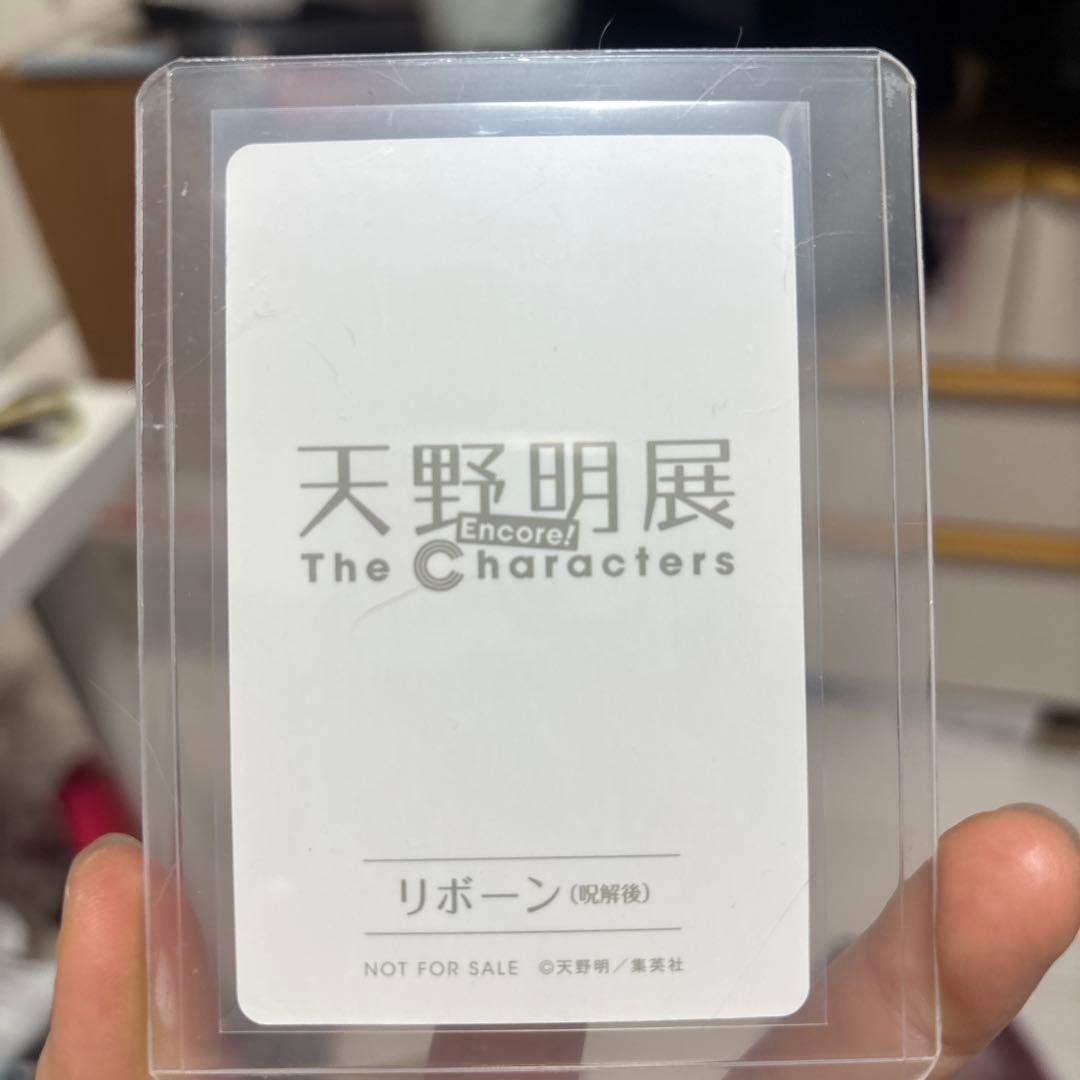 天野明展
Encore!
The Characters
リボーン(呪解後)
NOT FOR SALE ©天野明/集英社